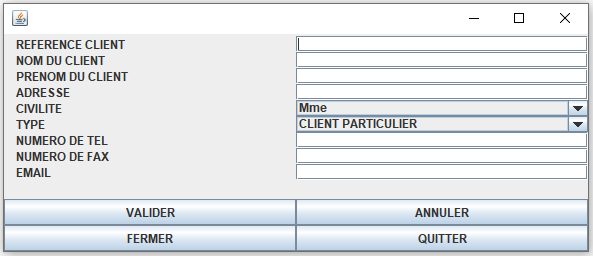 REFERENCE CLIENT
NOM DU CLIENT
PRENOM DU CLIENT
ADRESSE
CIVILITE Mme
TYPE CLIENT PARTICULIER
NUMERO DE TEL
NUMERO DE FAX
EMAIL
VALIDER ANNULER
FERMER QUITTER